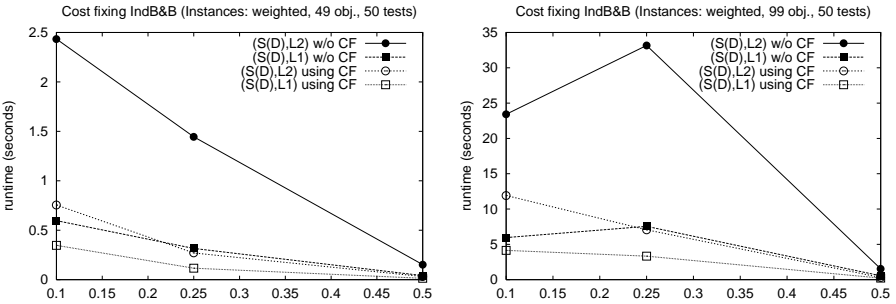 Cost fixing IndB&B (Instances: weighted, 49 obj., 50 tests)
2.5
2
1.5
1
0.5
0
runtime (seconds)
(S(D),L2) w/o CF
(S(D),L1) w/o CF
(S(D),L2) using CF
(S(D),L1) using CF
0.1 0.15 0.2 0.25 0.3 0.35 0.4 0.45 0.5
Cost fixing IndB&B (Instances: weighted, 99 obj., 50 tests)
35
30
25
20
15
10
5
0
runtime (seconds)
(S(D),L2) w/o CF
(S(D),L1) w/o CF
(S(D),L2) using CF
(S(D),L1) using CF
0.1 0.15 0.2 0.25 0.3 0.35 0.4 0.45 0.5